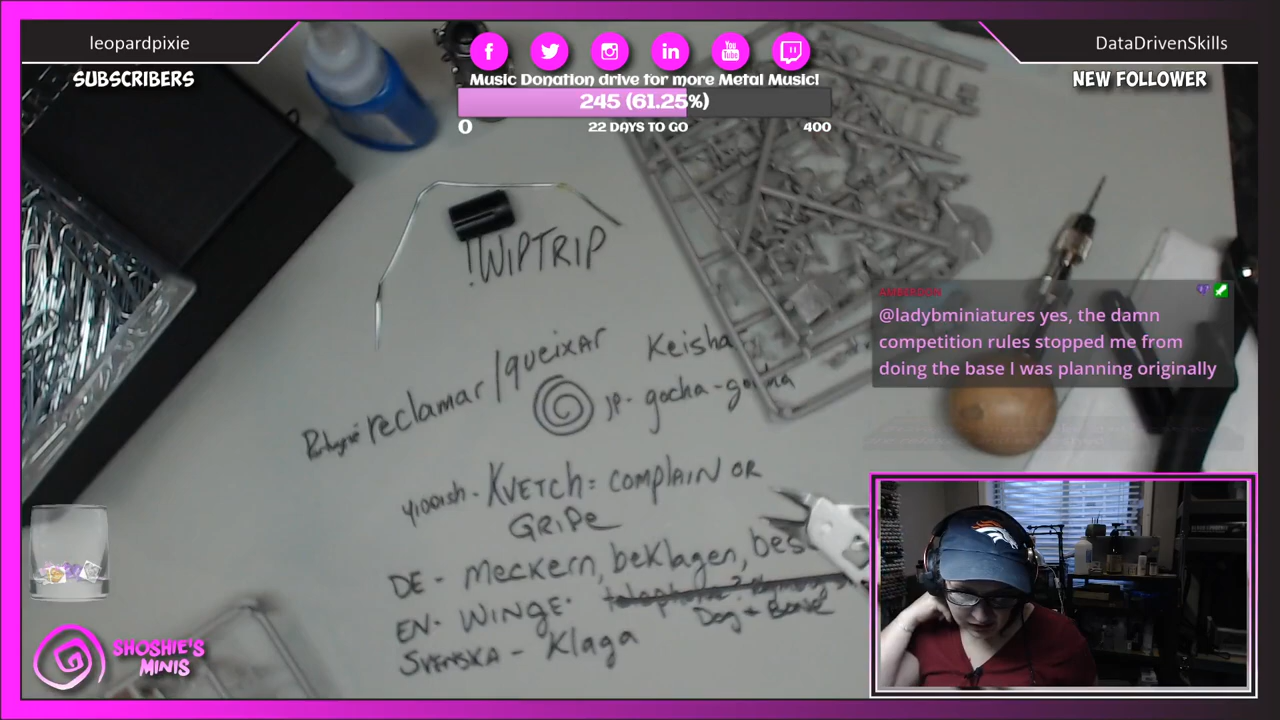 leopardpixie
SUBSCRIBERS
DataDrivenSkills
NEW FOLLOWER
Music Donation drive for more Metal Music!
245 (61.25%)
0
22 DAYS TO GO
400
!WIPTRIP
@ladybminiatures yes, the damn
competition rules stopped me from
doing the base I was planning originally
reclamar/queixar
Keisha
JP- gocha-gocha
YIDDISH - KVETCH = COMPLAIN OR
GRIPE
DE - Meckern, beklagen,
EN - WINGE.
Dog + Bone
SVENSKA - Klaga
SHOSHIE'S
MINIS